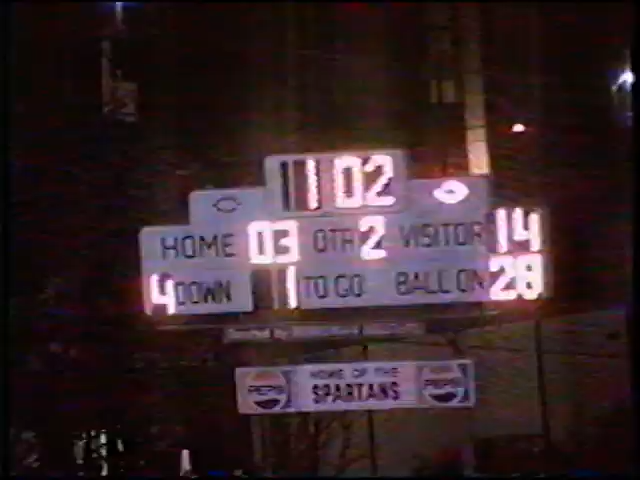 1 02
HOME 03 QTR 2 VISITOR 14
4 DOWN 1 TO GO BALL ON 28
PEPSI HOME OF THE PEPSI
SPARTANS